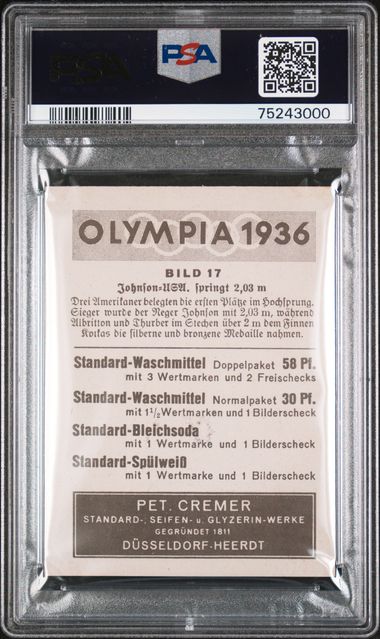 PSA
PSA
75243000
OLYMPIA 1936
BILD 17
Johnson-USA. springt 2,03 m
Drei Amerikaner belegten die ersten Plätze im Hochsprung.
Sieger wurde der Neger Johnson mit 2,03 m, während
Albritton und Thurber im Stechen über 2 m dem Finnen
Kotkas die silberne und bronzene Medaille nahmen.
Standard-Waschmittel Doppelpaket 58 Pf.
mit 3 Wertmarken und 2 Freischecks
Standard-Waschmittel Normalpaket 30 Pf.
mit 1½ Wertmarken und 1 Bilderscheck
Standard-Bleichsoda
mit 1 Wertmarke und 1 Bilderscheck
Standard-Spülweiß
mit 1 Wertmarke und 1 Bilderscheck
PET. CREMER
STANDARD-, SEIFEN- u. GLYZERIN-WERKE
GEGRÜNDET 1811
DÜSSELDORF-HEERDT